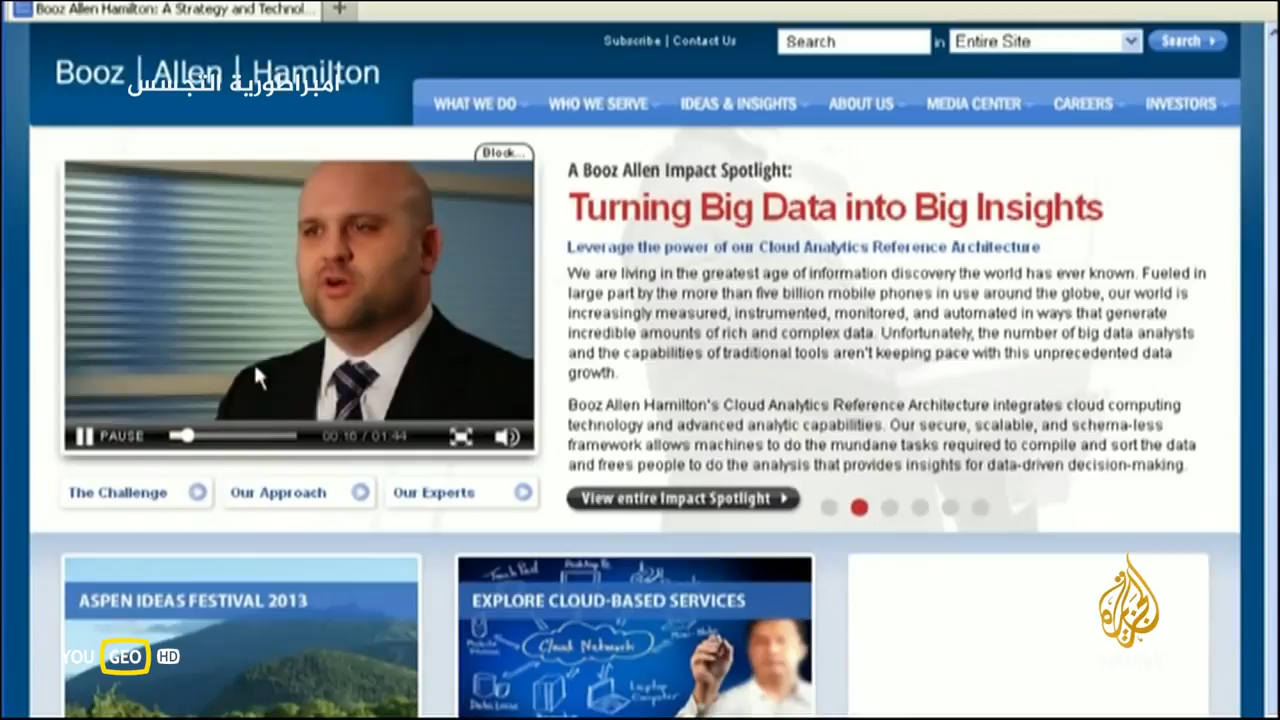 Booz Allen Hamilton: A Strategy and Technol...
Subscribe | Contact Us
Search
in
Entire Site
Search
Booz | Allen | Hamilton
امبراطورية التجسس
WHAT WE DO
WHO WE SERVE
IDEAS & INSIGHTS
ABOUT US
MEDIA CENTER
CAREERS
INVESTORS
Block...
A Booz Allen Impact Spotlight:
Turning Big Data into Big Insights
Leverage the power of our Cloud Analytics Reference Architecture
We are living in the greatest age of information discovery the world has ever known. Fueled in
large part by the more than five billion mobile phones in use around the globe, our world is
increasingly measured, instrumented, monitored, and automated in ways that generate
incredible amounts of rich and complex data. Unfortunately, the number of big data analysts
and the capabilities of traditional tools aren't keeping pace with this unprecedented data
growth.
Booz Allen Hamilton's Cloud Analytics Reference Architecture integrates cloud computing
technology and advanced analytic capabilities. Our secure, scalable, and schema-less
framework allows machines to do the mundane tasks required to compile and sort the data
and frees people to do the analysis that provides insights for data-driven decision-making.
PAUSE
00:16 / 01:44
The Challenge
Our Approach
Our Experts
View entire Impact Spotlight
ASPEN IDEAS FESTIVAL 2013
EXPLORE CLOUD-BASED SERVICES
Cloud Network
Laptop
Computer
الجزيرة
YOU GEO HD